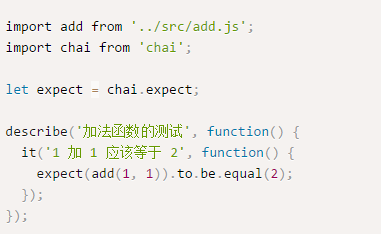 import add from '../src/add.js';
import chai from 'chai';
let expect = chai.expect;
describe('加法函数的测试', function() {
it('1 加 1 应该等于 2', function() {
expect(add(1, 1)).to.be.equal(2);
});
});